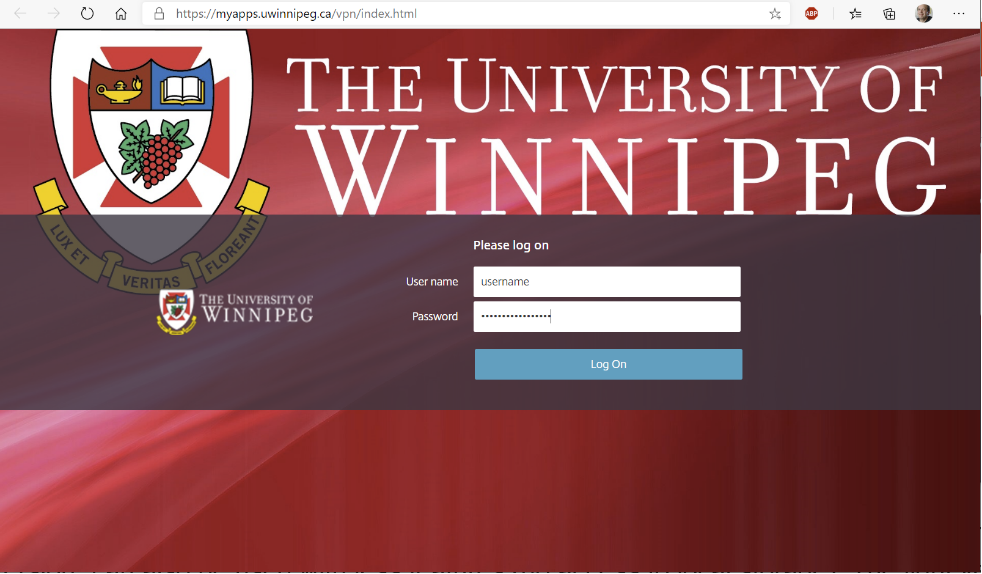 https://myapps.uwinnipeg.ca/vpn/index.html
ABP
THE UNIVERSITY OF
WINNIPEG
LUX ET
VERITAS
FLOREANT
Please log on
User name
username
THE UNIVERSITY OF
WINNIPEG
Password
Log On